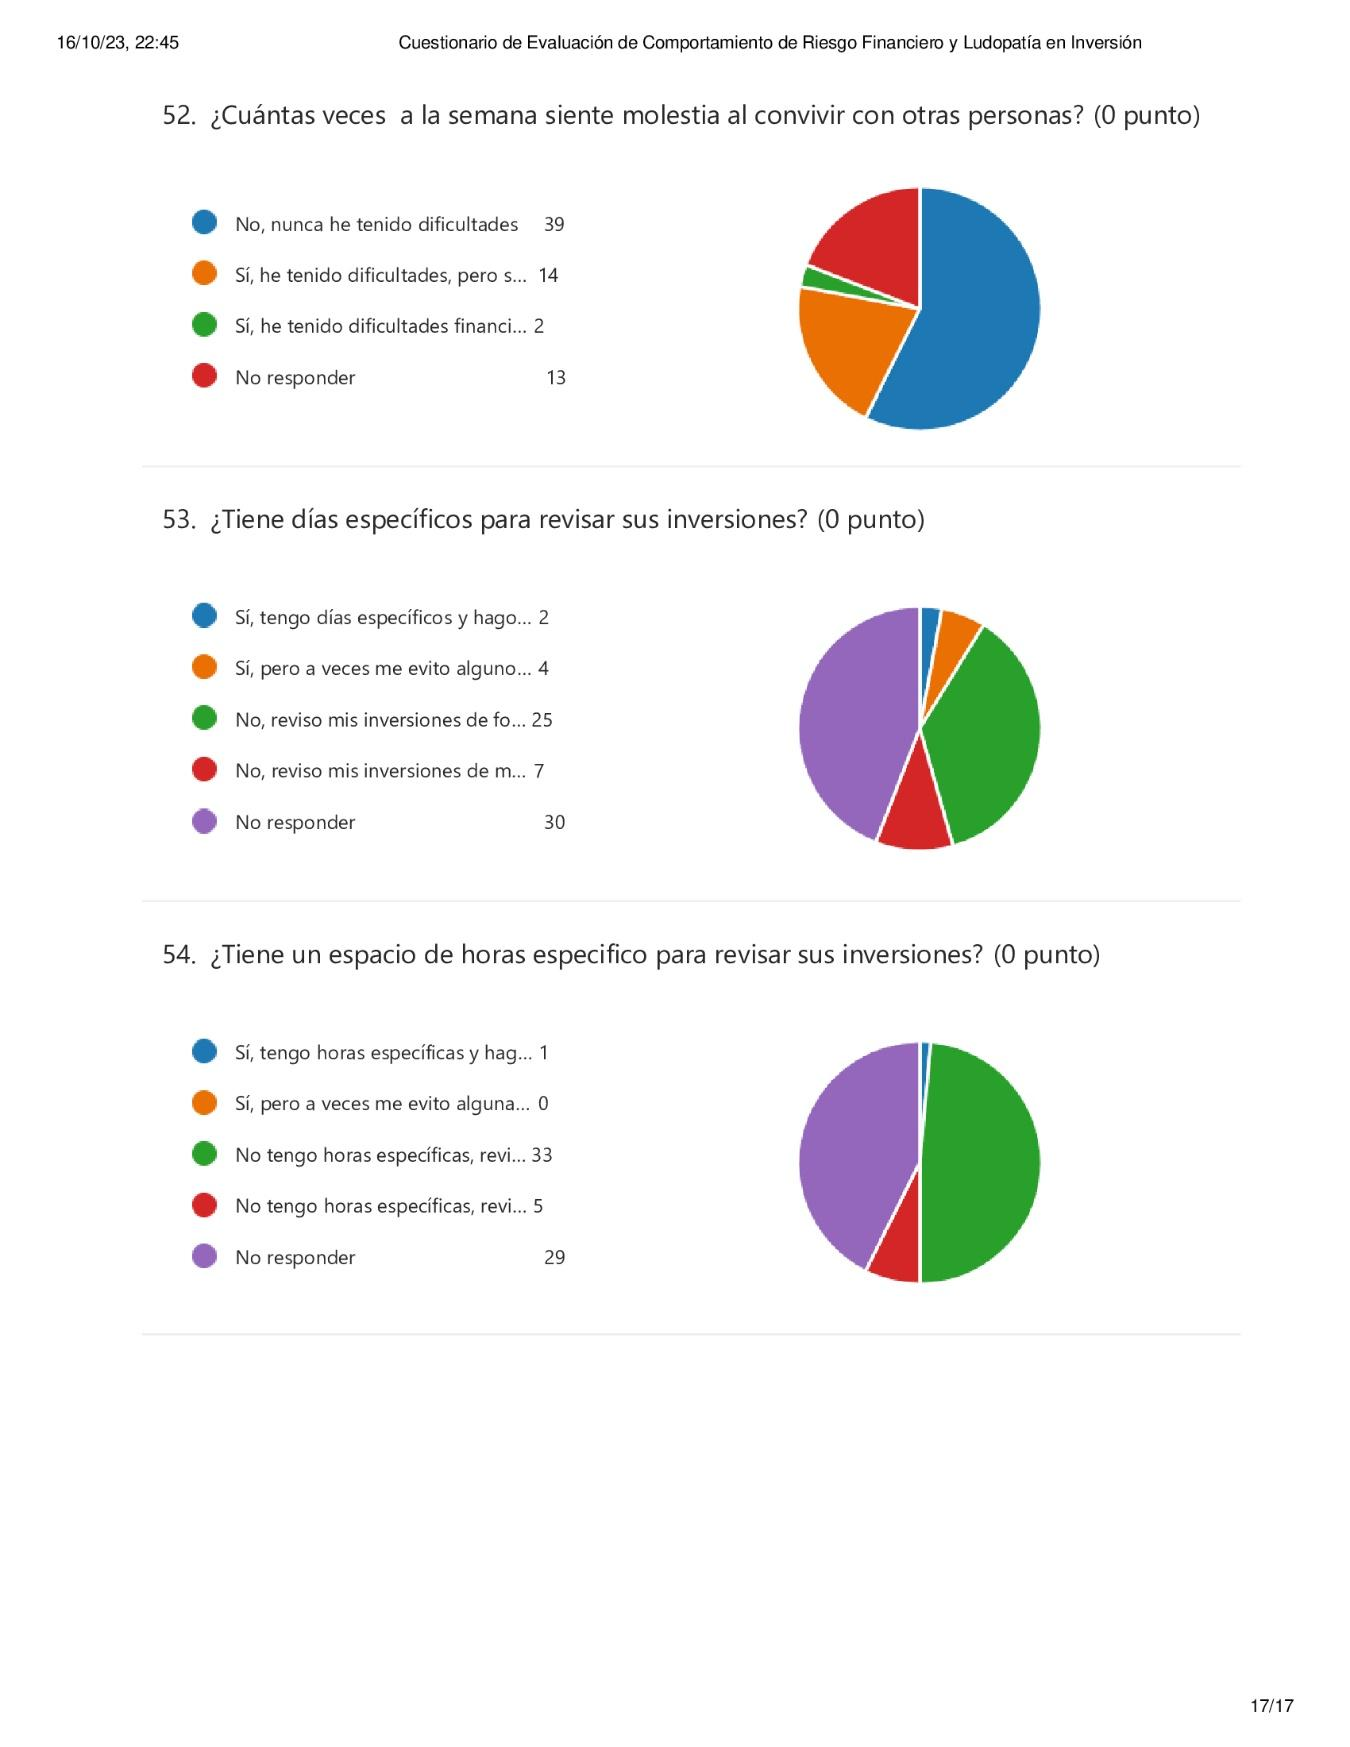 16/10/23, 22:45 Cuestionario de Evaluación de Comportamiento de Riesgo Financiero y Ludopatía en Inversión
52. ¿Cuántas veces a la semana siente molestia al convivir con otras personas? (0 punto)
No, nunca he tenido dificultades 39
Sí, he tenido dificultades, pero s... 14
Sí, he tenido dificultades financi... 2
No responder 13
53. ¿Tiene días específicos para revisar sus inversiones? (0 punto)
Sí, tengo días específicos y hago... 2
Sí, pero a veces me evito alguno... 4
No, reviso mis inversiones de fo... 25
No, reviso mis inversiones de m... 7
No responder 30
54. ¿Tiene un espacio de horas especifico para revisar sus inversiones? (0 punto)
Sí, tengo horas específicas y hag... 1
Sí, pero a veces me evito alguna... 0
No tengo horas específicas, revi... 33
No tengo horas específicas, revi... 5
No responder 29
17/17